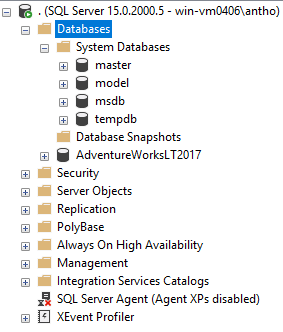 . (SQL Server 15.0.2000.5 - win-vm0406\antho)
Databases
System Databases
master
model
msdb
tempdb
Database Snapshots
AdventureWorksLT2017
Security
Server Objects
Replication
PolyBase
Always On High Availability
Management
Integration Services Catalogs
SQL Server Agent (Agent XPs disabled)
XEvent Profiler